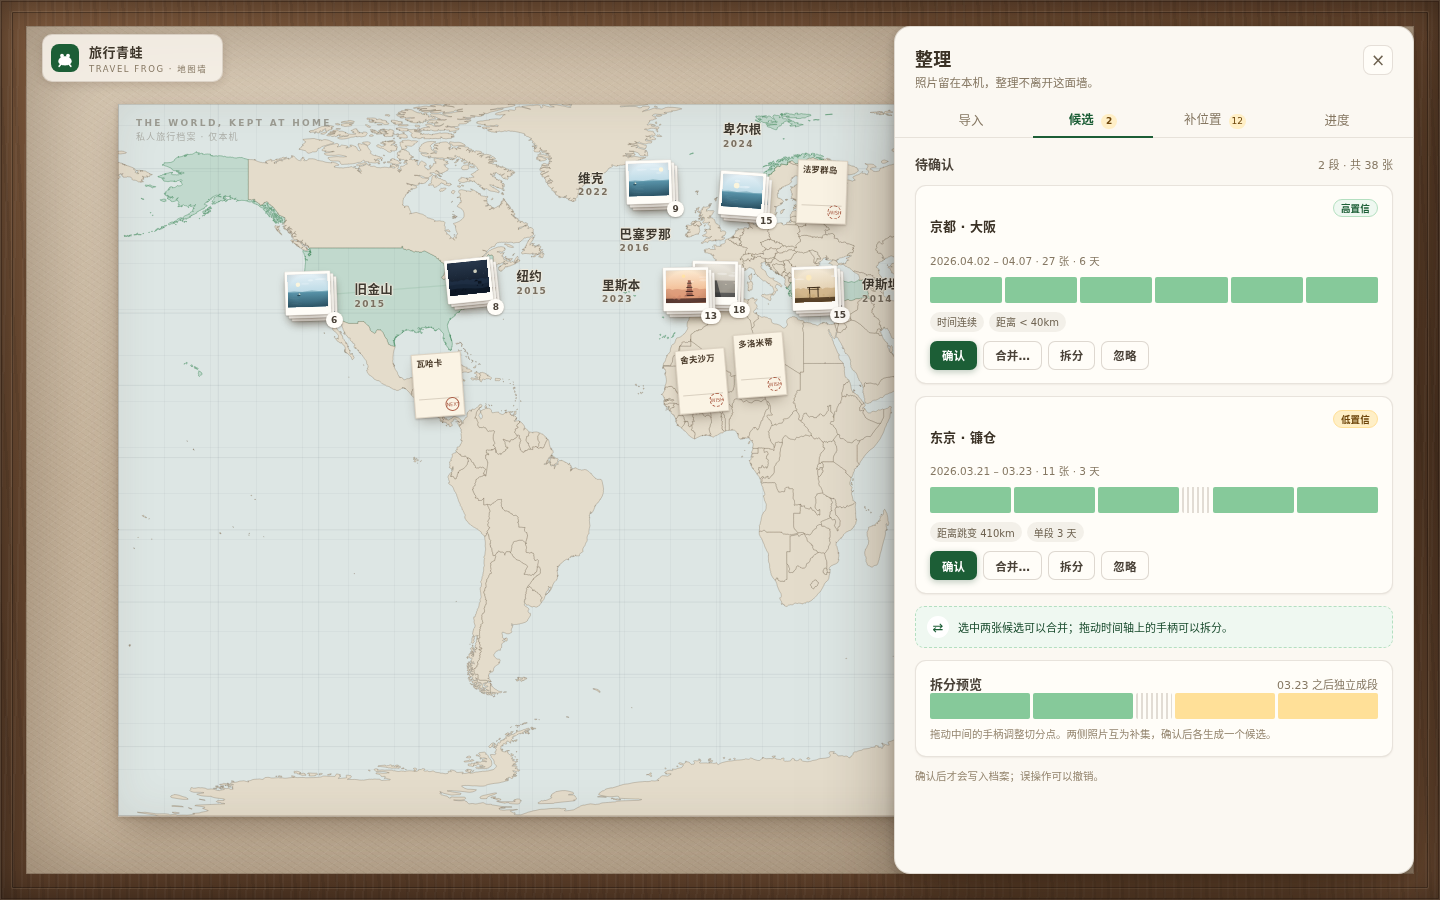 旅行青蛙
TRAVEL FROG · 地图墙
THE WORLD, KEPT AT HOME
私人旅行档案 · 仅本机
卑尔根
2024
维克
2022
9
15
法罗群岛
巴塞罗那
2016
旧金山
2015
6
8
纽约
2015
里斯本
2023
13
18
15
伊斯坦
2014
瓦哈卡
NEXT
舍夫沙万
多洛米蒂
整理
照片留在本机，整理不离开这面墙。
×
导入
候选 2
补位置 12
进度
待确认
2 段 · 共 38 张
高置信
京都 · 大阪
2026.04.02 – 04.07 · 27 张 · 6 天
时间连续
距离 < 40km
确认
合并…
拆分
忽略
低置信
东京 · 镰仓
2026.03.21 – 03.23 · 11 张 · 3 天
距离跳变 410km
单段 3 天
确认
合并…
拆分
忽略
⇄ 选中两张候选可以合并；拖动时间轴上的手柄可以拆分。
拆分预览
03.23 之后独立成段
拖动中间的手柄调整切分点。两侧照片互为补集，确认后各生成一个候选。
确认后才会写入档案；误操作可以撤销。